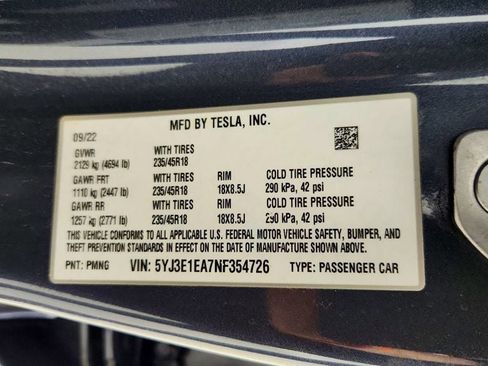 MFD BY TESLA, INC.
09/22
GVWR WITH TIRES
2129 kg (4694 lb) 235/45R18
GAWR FRT WITH TIRES RIM COLD TIRE PRESSURE
1110 kg (2447 lb) 235/45R18 18X8.5J 290 kPa, 42 psi
GAWR RR WITH TIRES RIM COLD TIRE PRESSURE
1257 kg (2771 lb) 235/45R18 18X8.5J 290 kPa, 42 psi
THIS VEHICLE CONFORMS TO ALL APPLICABLE U.S. FEDERAL MOTOR VEHICLE SAFETY, BUMPER, AND
THEFT PREVENTION STANDARDS IN EFFECT ON THE DATE OF MANUFACTURE SHOWN ABOVE.
PNT: PMNG VIN: 5YJ3E1EA7NF354726 TYPE: PASSENGER CAR